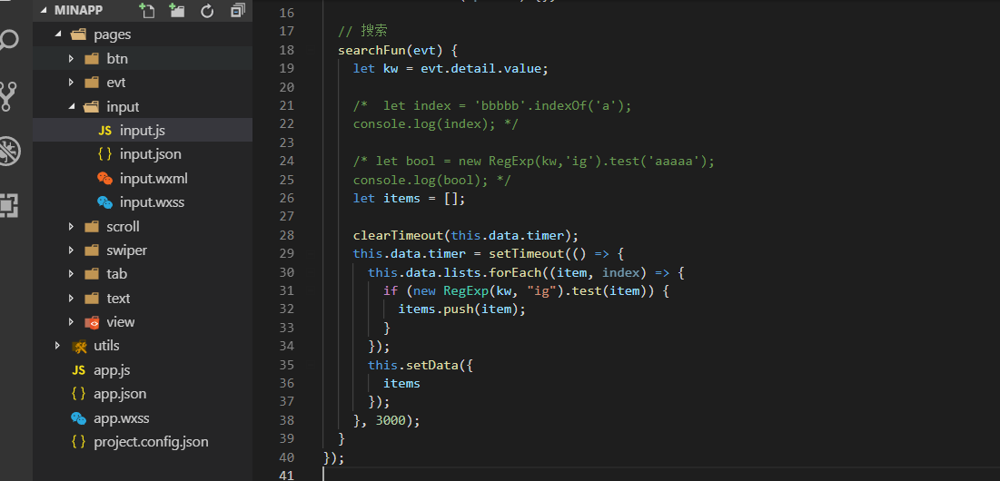 MINAPP
pages
btn
evt
input
JS input.js
{ } input.json
input.wxml
input.wxss
scroll
swiper
tab
text
view
utils
JS app.js
{ } app.json
app.wxss
{ } project.config.json
16
17 // 搜索
18 searchFun(evt) {
19 let kw = evt.detail.value;
20
21 /*  let index = 'bbbbb'.indexOf('a');
22 console.log(index); */
23
24 /* let bool = new RegExp(kw,'ig').test('aaaaa');
25 console.log(bool); */
26 let items = [];
27
28 clearTimeout(this.data.timer);
29 this.data.timer = setTimeout(() => {
30 this.data.lists.forEach((item, index) => {
31 if (new RegExp(kw, "ig").test(item)) {
32 items.push(item);
33 }
34 });
35 this.setData({
36 items
37 });
38 }, 3000);
39 }
40 });
41